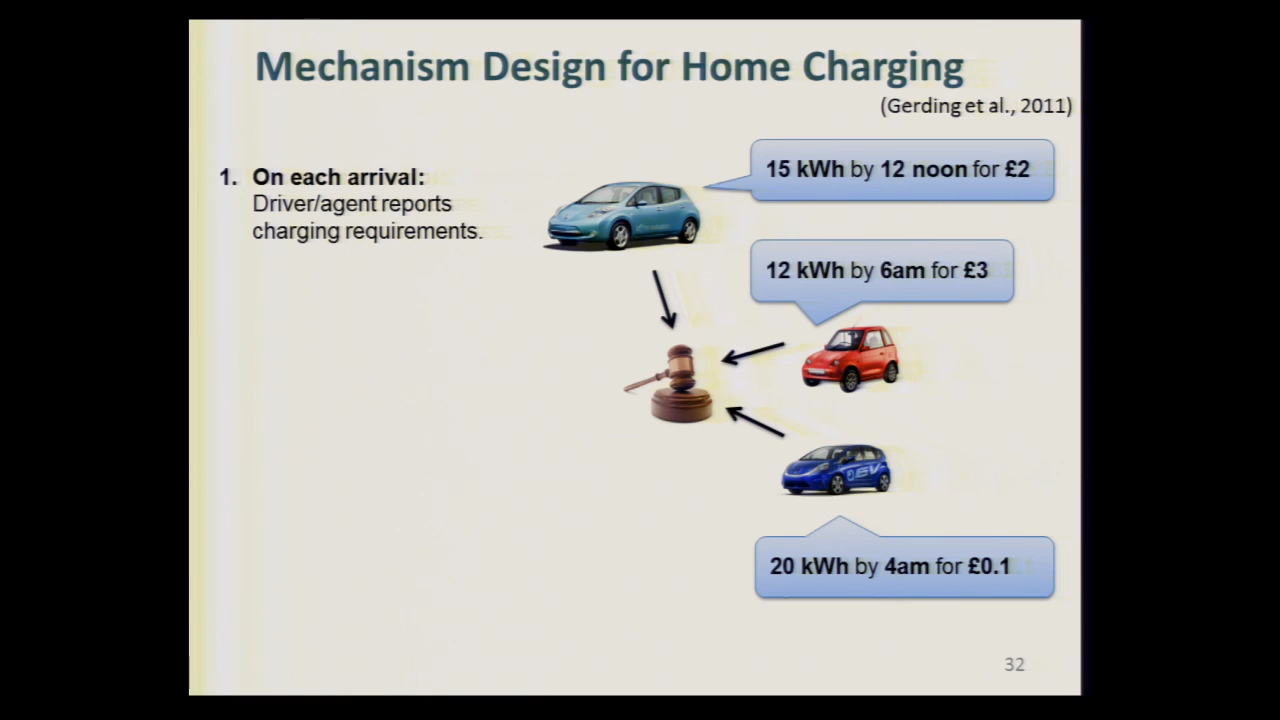 Mechanism Design for Home Charging
(Gerding et al., 2011)
1. On each arrival:
Driver/agent reports
charging requirements.
15 kWh by 12 noon for £2
12 kWh by 6am for £3
EV
20 kWh by 4am for £0.1
32